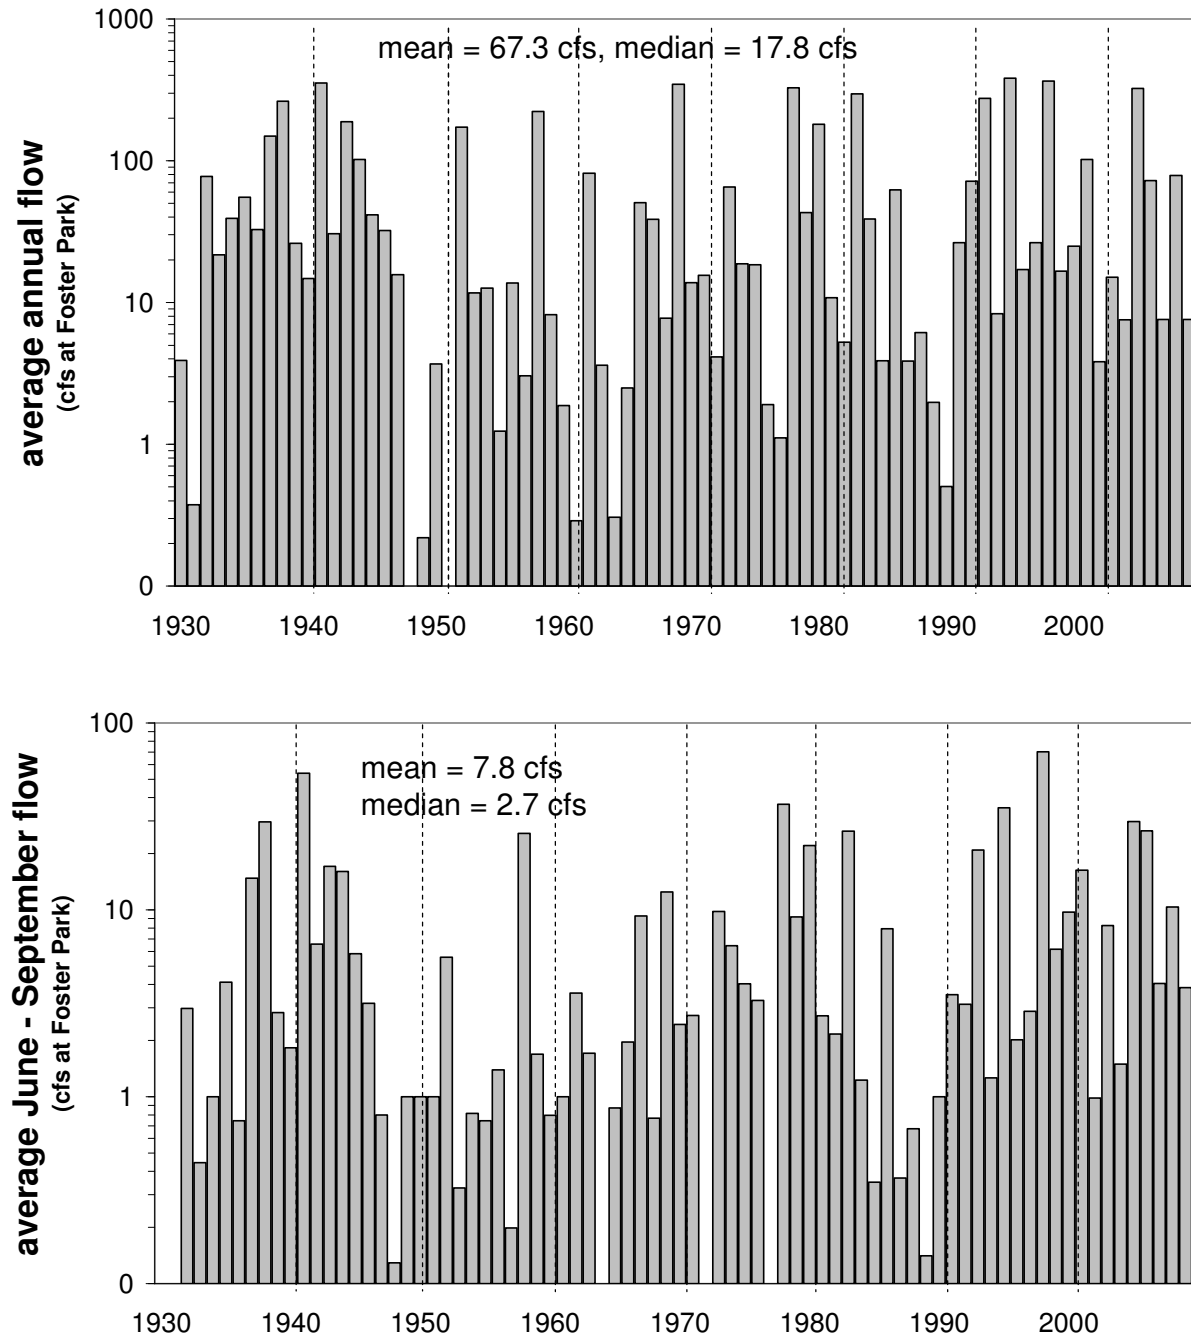 mean = 67.3 cfs, median = 17.8 cfs
average annual flow
(cfs at Foster Park)
1000
100
10
1
0
1930 1940 1950 1960 1970 1980 1990 2000
mean = 7.8 cfs
median = 2.7 cfs
average June - September flow
(cfs at Foster Park)
100
10
1
0
1930 1940 1950 1960 1970 1980 1990 2000